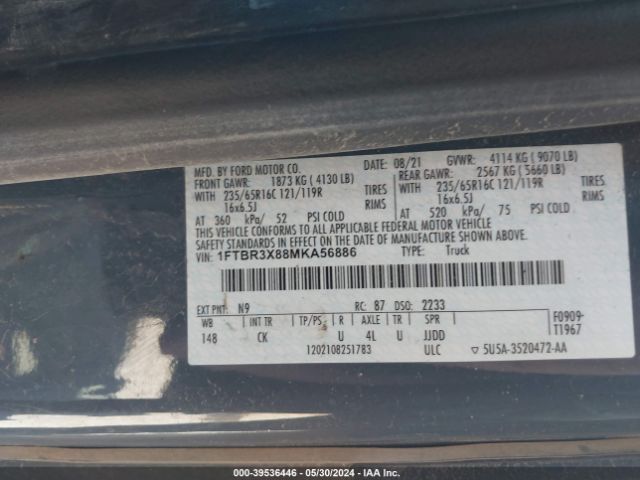 MFD. BY FORD MOTOR CO.
DATE: 08/21 GVWR: 4114 KG ( 9070 LB)
FRONT GAWR: 1873 KG ( 4130 LB)
REAR GAWR: 2567 KG ( 5660 LB)
WITH 235/65R16C 121/119R TIRES
WITH 235/65R16C 121/119R TIRES
16x6.5J RIMS
16x6.5J RIMS
AT 360 kPa/ 52 PSI COLD
AT 520 kPa/ 75 PSI COLD
THIS VEHICLE CONFORMS TO ALL APPLICABLE FEDERAL MOTOR VEHICLE
SAFETY STANDARDS IN EFFECT ON THE DATE OF MANUFACTURE SHOWN ABOVE.
VIN: 1FTBR3X88MKA56886 TYPE: Truck
EXT PNT: N9 RC: 87 DSO: 2233
WB INT TR TP/PS R AXLE TR SPR
F0909-
T1967
148 CK U 4L U JJDD
1202108251783 ULC ▽ 5U5A-3520472-AA
000-39536446 - 05/30/2024 - IAA Inc.